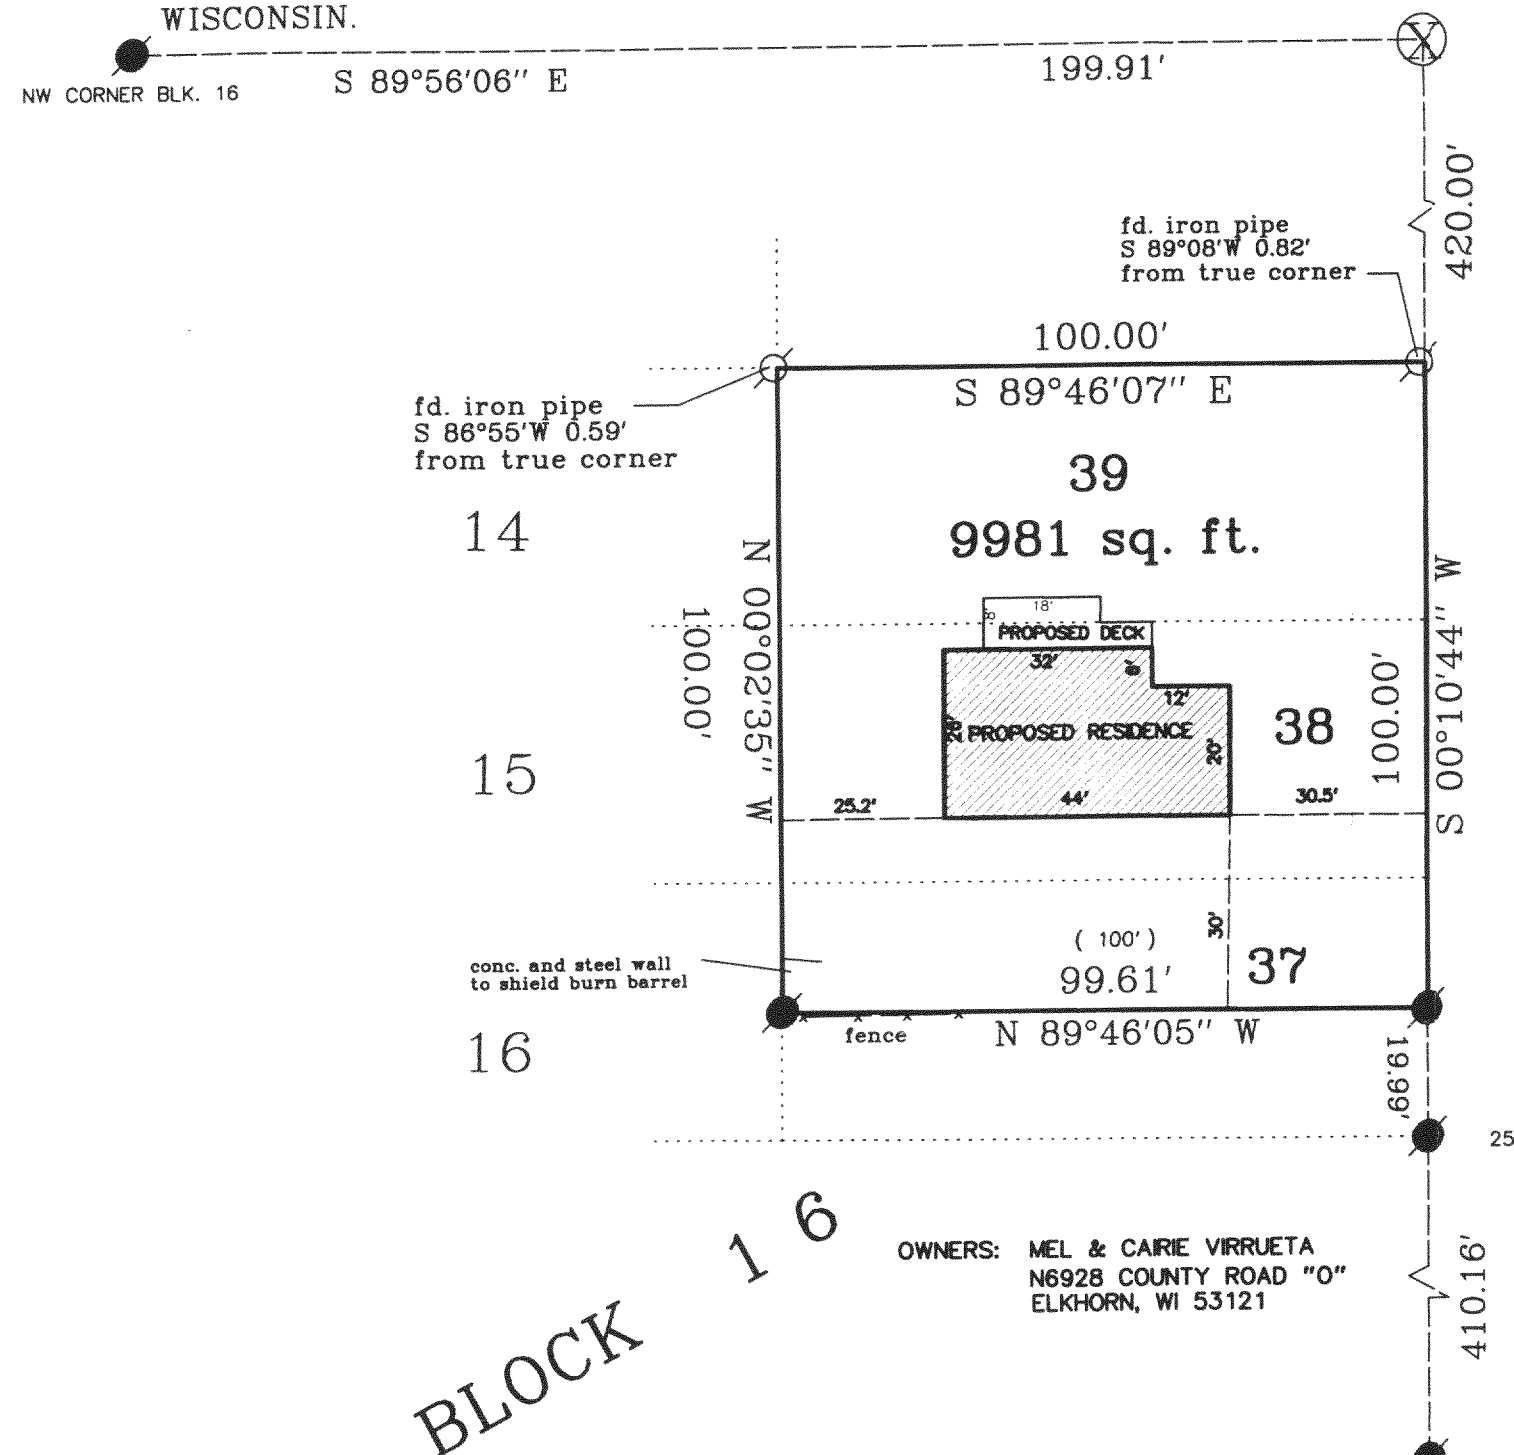 WISCONSIN.
NW CORNER BLK. 16
S 89°56'06" E
199.91'
420.00'
fd. iron pipe
S 89°08'W 0.82'
from true corner
100.00'
S 89°46'07" E
fd. iron pipe
S 86°55'W 0.59'
from true corner
39
9981 sq. ft.
14
N 00°02'35" W
100.00'
18'
8'
PROPOSED DECK
32'
6'
12'
26'
PROPOSED RESIDENCE
20'
38
100.00'
S 00°10'44" W
15
25.2'
44'
30.5'
( 100' )
99.61'
30'
37
conc. and steel wall
to shield burn barrel
fence
N 89°46'05" W
16
19.99'
25
BLOCK 16
OWNERS: MEL & CAIRIE VIRRUETA
N6928 COUNTY ROAD "O"
ELKHORN, WI 53121
410.16'